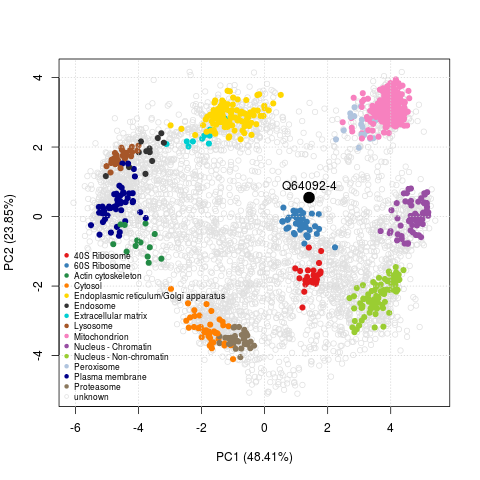 4
2
0
-2
-4
PC2 (23.85%)
Q64092-4
40S Ribosome
60S Ribosome
Actin cytoskeleton
Cytosol
Endoplasmic reticulum/Golgi apparatus
Endosome
Extracellular matrix
Lysosome
Mitochondrion
Nucleus - Chromatin
Nucleus - Non-chromatin
Peroxisome
Plasma membrane
Proteasome
unknown
-6 -4 -2 0 2 4
PC1 (48.41%)